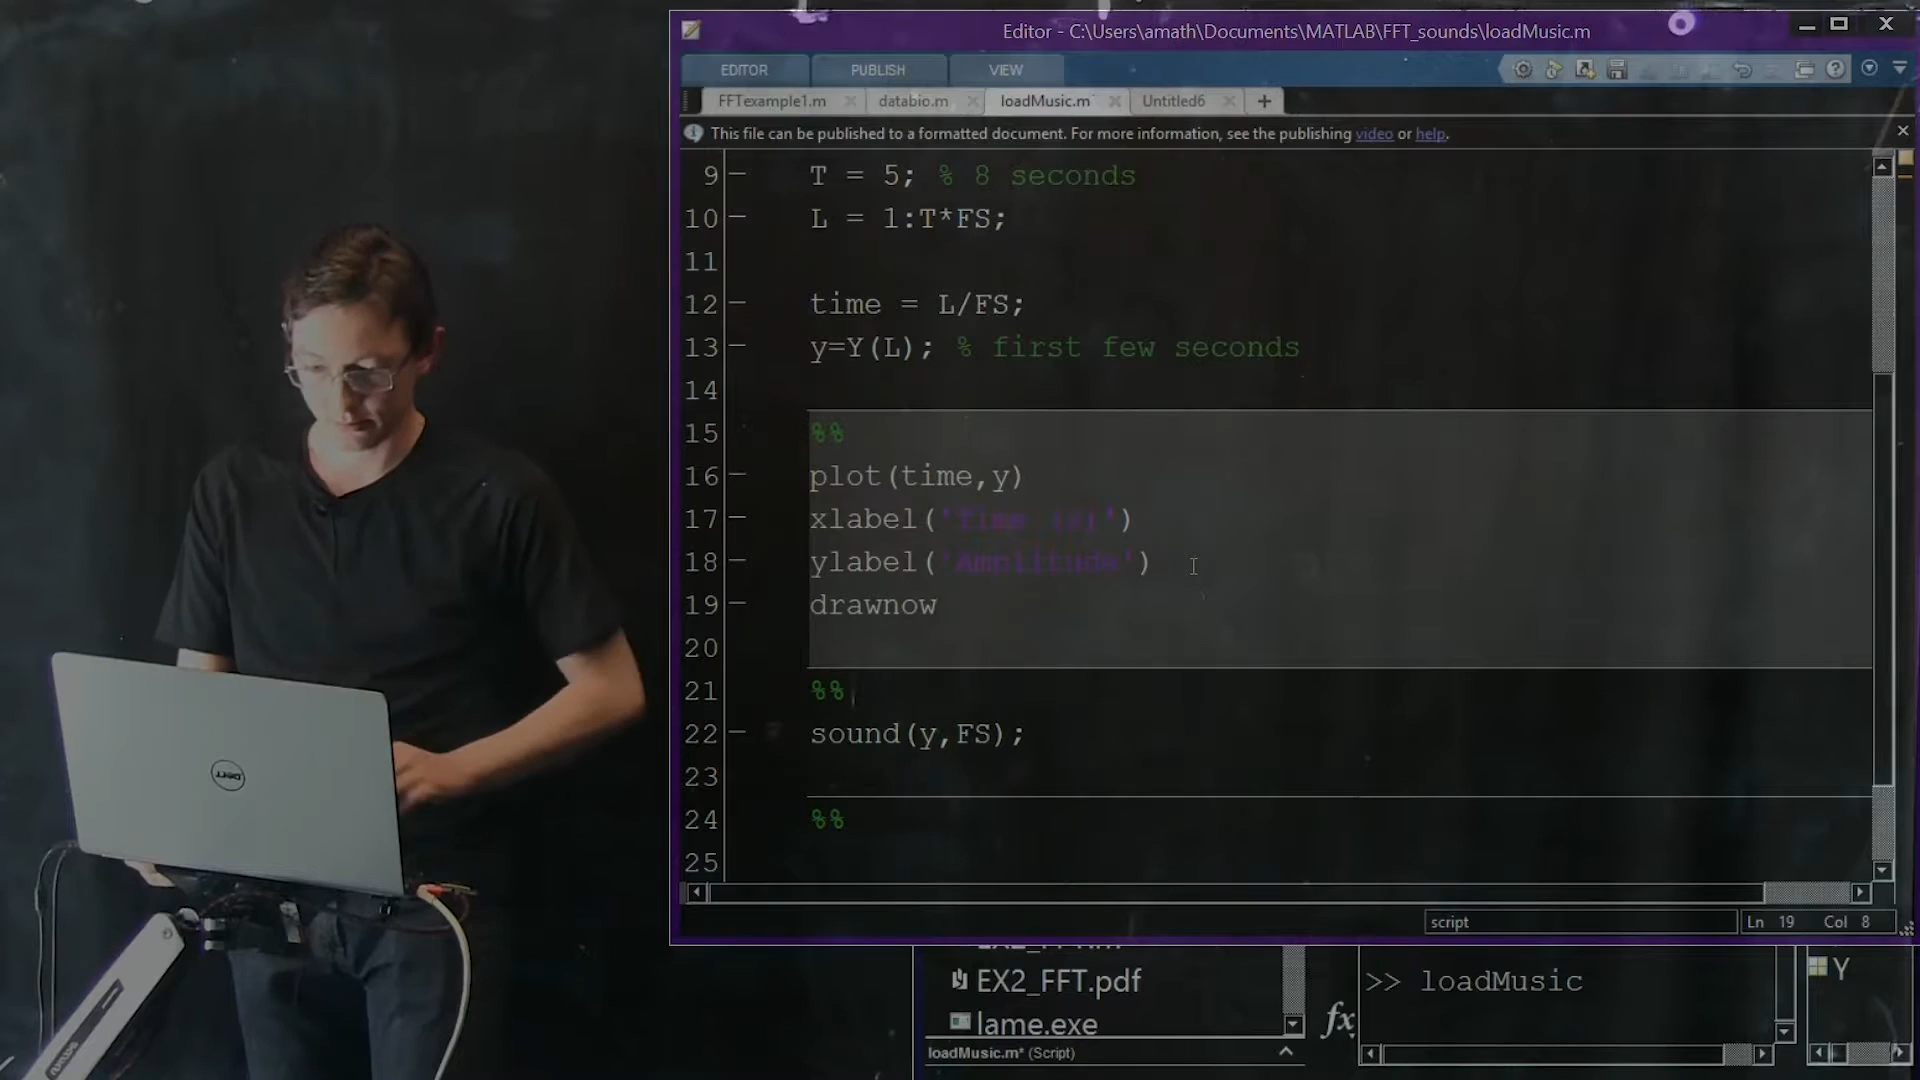 Editor - C:\Users\amath\Documents\MATLAB\FFT_sounds\loadMusic.m
EDITOR PUBLISH VIEW
FFTexample1.m databio.m loadMusic.m* Untitled6
This file can be published to a formatted document. For more information, see the publishing video or help.
9 T = 5; % 8 seconds
10 L = 1:T*FS;
11
12 time = L/FS;
13 y=Y(L); % first few seconds
14
15 %%
16 plot(time,y)
17 xlabel('Time (s)')
18 ylabel('Amplitude')
19 drawnow
20
21 %%
22 sound(y,FS);
23
24 %%
25
script Ln 19 Col 8
EX2_FFT.pdf
lame.exe
loadMusic.m* (Script)
fx >> loadMusic
Y
DELL